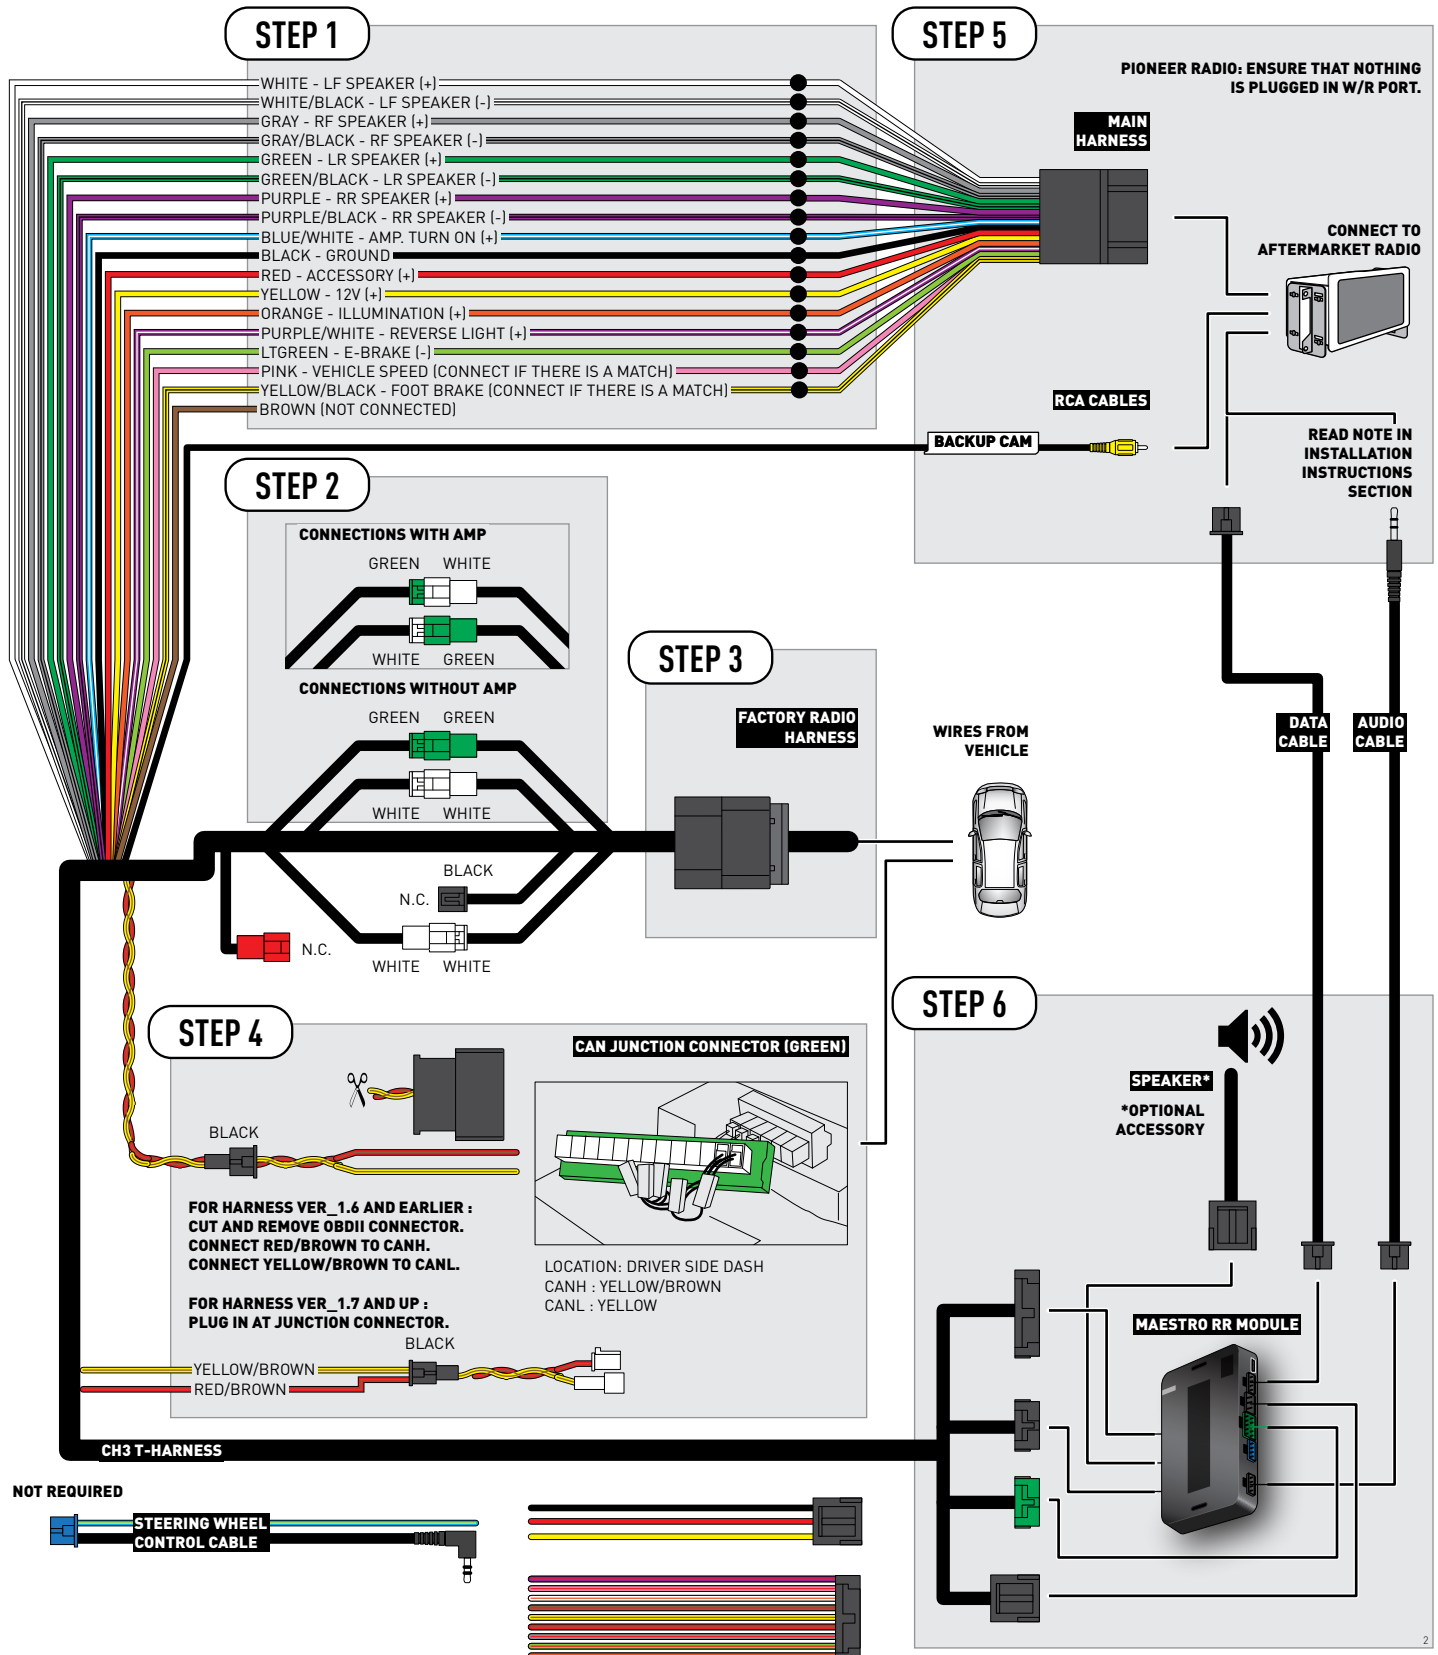 STEP 1
WHITE - LF SPEAKER (+)
WHITE/BLACK - LF SPEAKER (-)
GRAY - RF SPEAKER (+)
GRAY/BLACK - RF SPEAKER (-)
GREEN - LR SPEAKER (+)
GREEN/BLACK - LR SPEAKER (-)
PURPLE - RR SPEAKER (+)
PURPLE/BLACK - RR SPEAKER (-)
BLUE/WHITE - AMP. TURN ON (+)
BLACK - GROUND
RED - ACCESSORY (+)
YELLOW - 12V (+)
ORANGE - ILLUMINATION (+)
PURPLE/WHITE - REVERSE LIGHT (+)
LTGREEN - E-BRAKE (-)
PINK - VEHICLE SPEED (CONNECT IF THERE IS A MATCH)
YELLOW/BLACK - FOOT BRAKE (CONNECT IF THERE IS A MATCH)
BROWN (NOT CONNECTED)
STEP 5
PIONEER RADIO: ENSURE THAT NOTHING
IS PLUGGED IN W/R PORT.
MAIN
HARNESS
CONNECT TO
AFTERMARKET RADIO
RCA CABLES
BACKUP CAM
READ NOTE IN
INSTALLATION
INSTRUCTIONS
SECTION
STEP 2
CONNECTIONS WITH AMP
GREEN WHITE
WHITE GREEN
CONNECTIONS WITHOUT AMP
GREEN GREEN
WHITE WHITE
BLACK
N.C.
N.C.
WHITE WHITE
STEP 3
FACTORY RADIO
HARNESS
WIRES FROM
VEHICLE
DATA
CABLE
AUDIO
CABLE
STEP 4
CAN JUNCTION CONNECTOR (GREEN)
BLACK
FOR HARNESS VER_1.6 AND EARLIER :
CUT AND REMOVE OBDII CONNECTOR.
CONNECT RED/BROWN TO CANH.
CONNECT YELLOW/BROWN TO CANL.
FOR HARNESS VER_1.7 AND UP :
PLUG IN AT JUNCTION CONNECTOR.
LOCATION: DRIVER SIDE DASH
CANH : YELLOW/BROWN
CANL : YELLOW
BLACK
YELLOW/BROWN
RED/BROWN
STEP 6
SPEAKER*
*OPTIONAL
ACCESSORY
MAESTRO RR MODULE
CH3 T-HARNESS
NOT REQUIRED
STEERING WHEEL
CONTROL CABLE
2